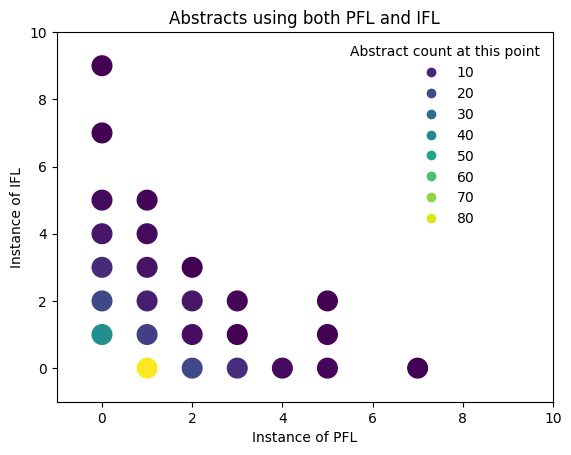 Abstracts using both PFL and IFL
Abstract count at this point
10
20
30
40
50
60
70
80
10
8
6
4
2
0
Instance of IFL
0 2 4 6 8 10
Instance of PFL